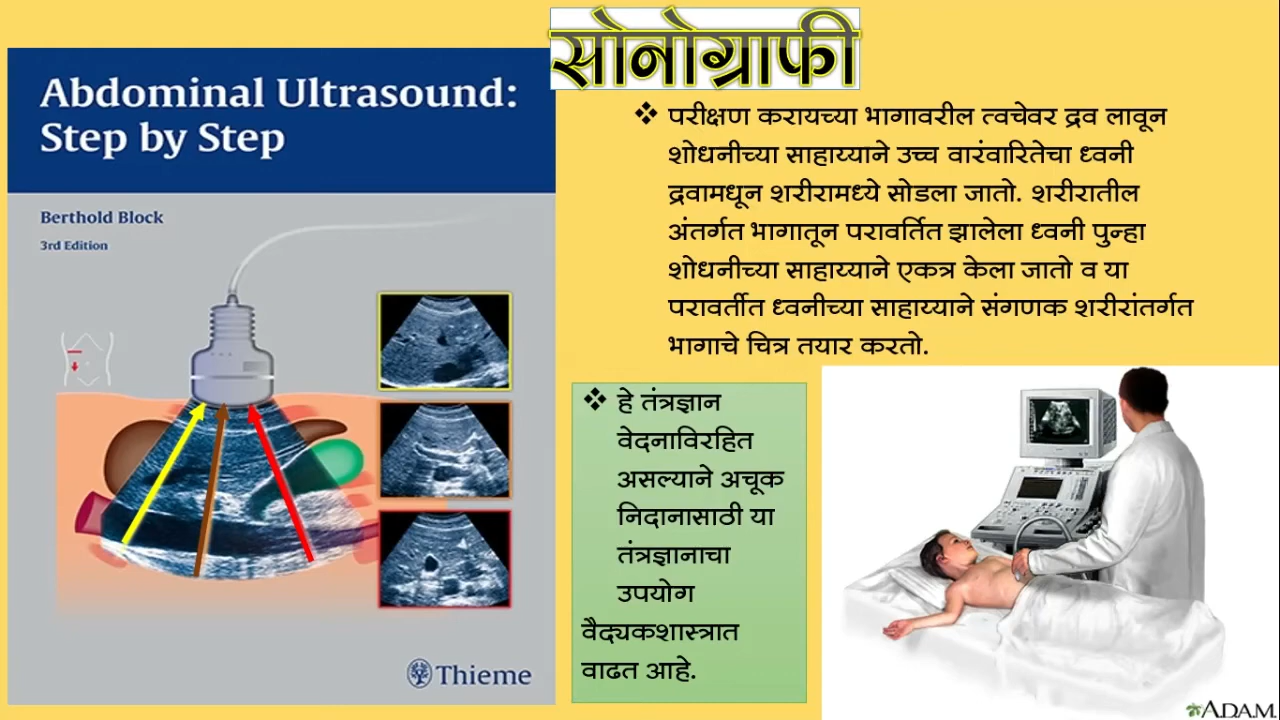 सोनोग्राफी
Abdominal Ultrasound:
Step by Step
Berthold Block
3rd Edition
Thieme
❖ परीक्षण करायच्या भागावरील त्वचेवर द्रव लावून
शोधनीच्या साहाय्याने उच्च वारंवारितेचा ध्वनी
द्रवामधून शरीरामध्ये सोडला जातो. शरीरातील
अंतर्गत भागातून परावर्तित झालेला ध्वनी पुन्हा
शोधनीच्या साहाय्याने एकत्र केला जातो व या
परावर्तीत ध्वनीच्या साहाय्याने संगणक शरीरांतर्गत
भागाचे चित्र तयार करतो.
❖ हे तंत्रज्ञान
वेदनाविरहित
असल्याने अचूक
निदानासाठी या
तंत्रज्ञानाचा
उपयोग
वैद्यकशास्त्रात
वाढत आहे.
A.D.A.M.